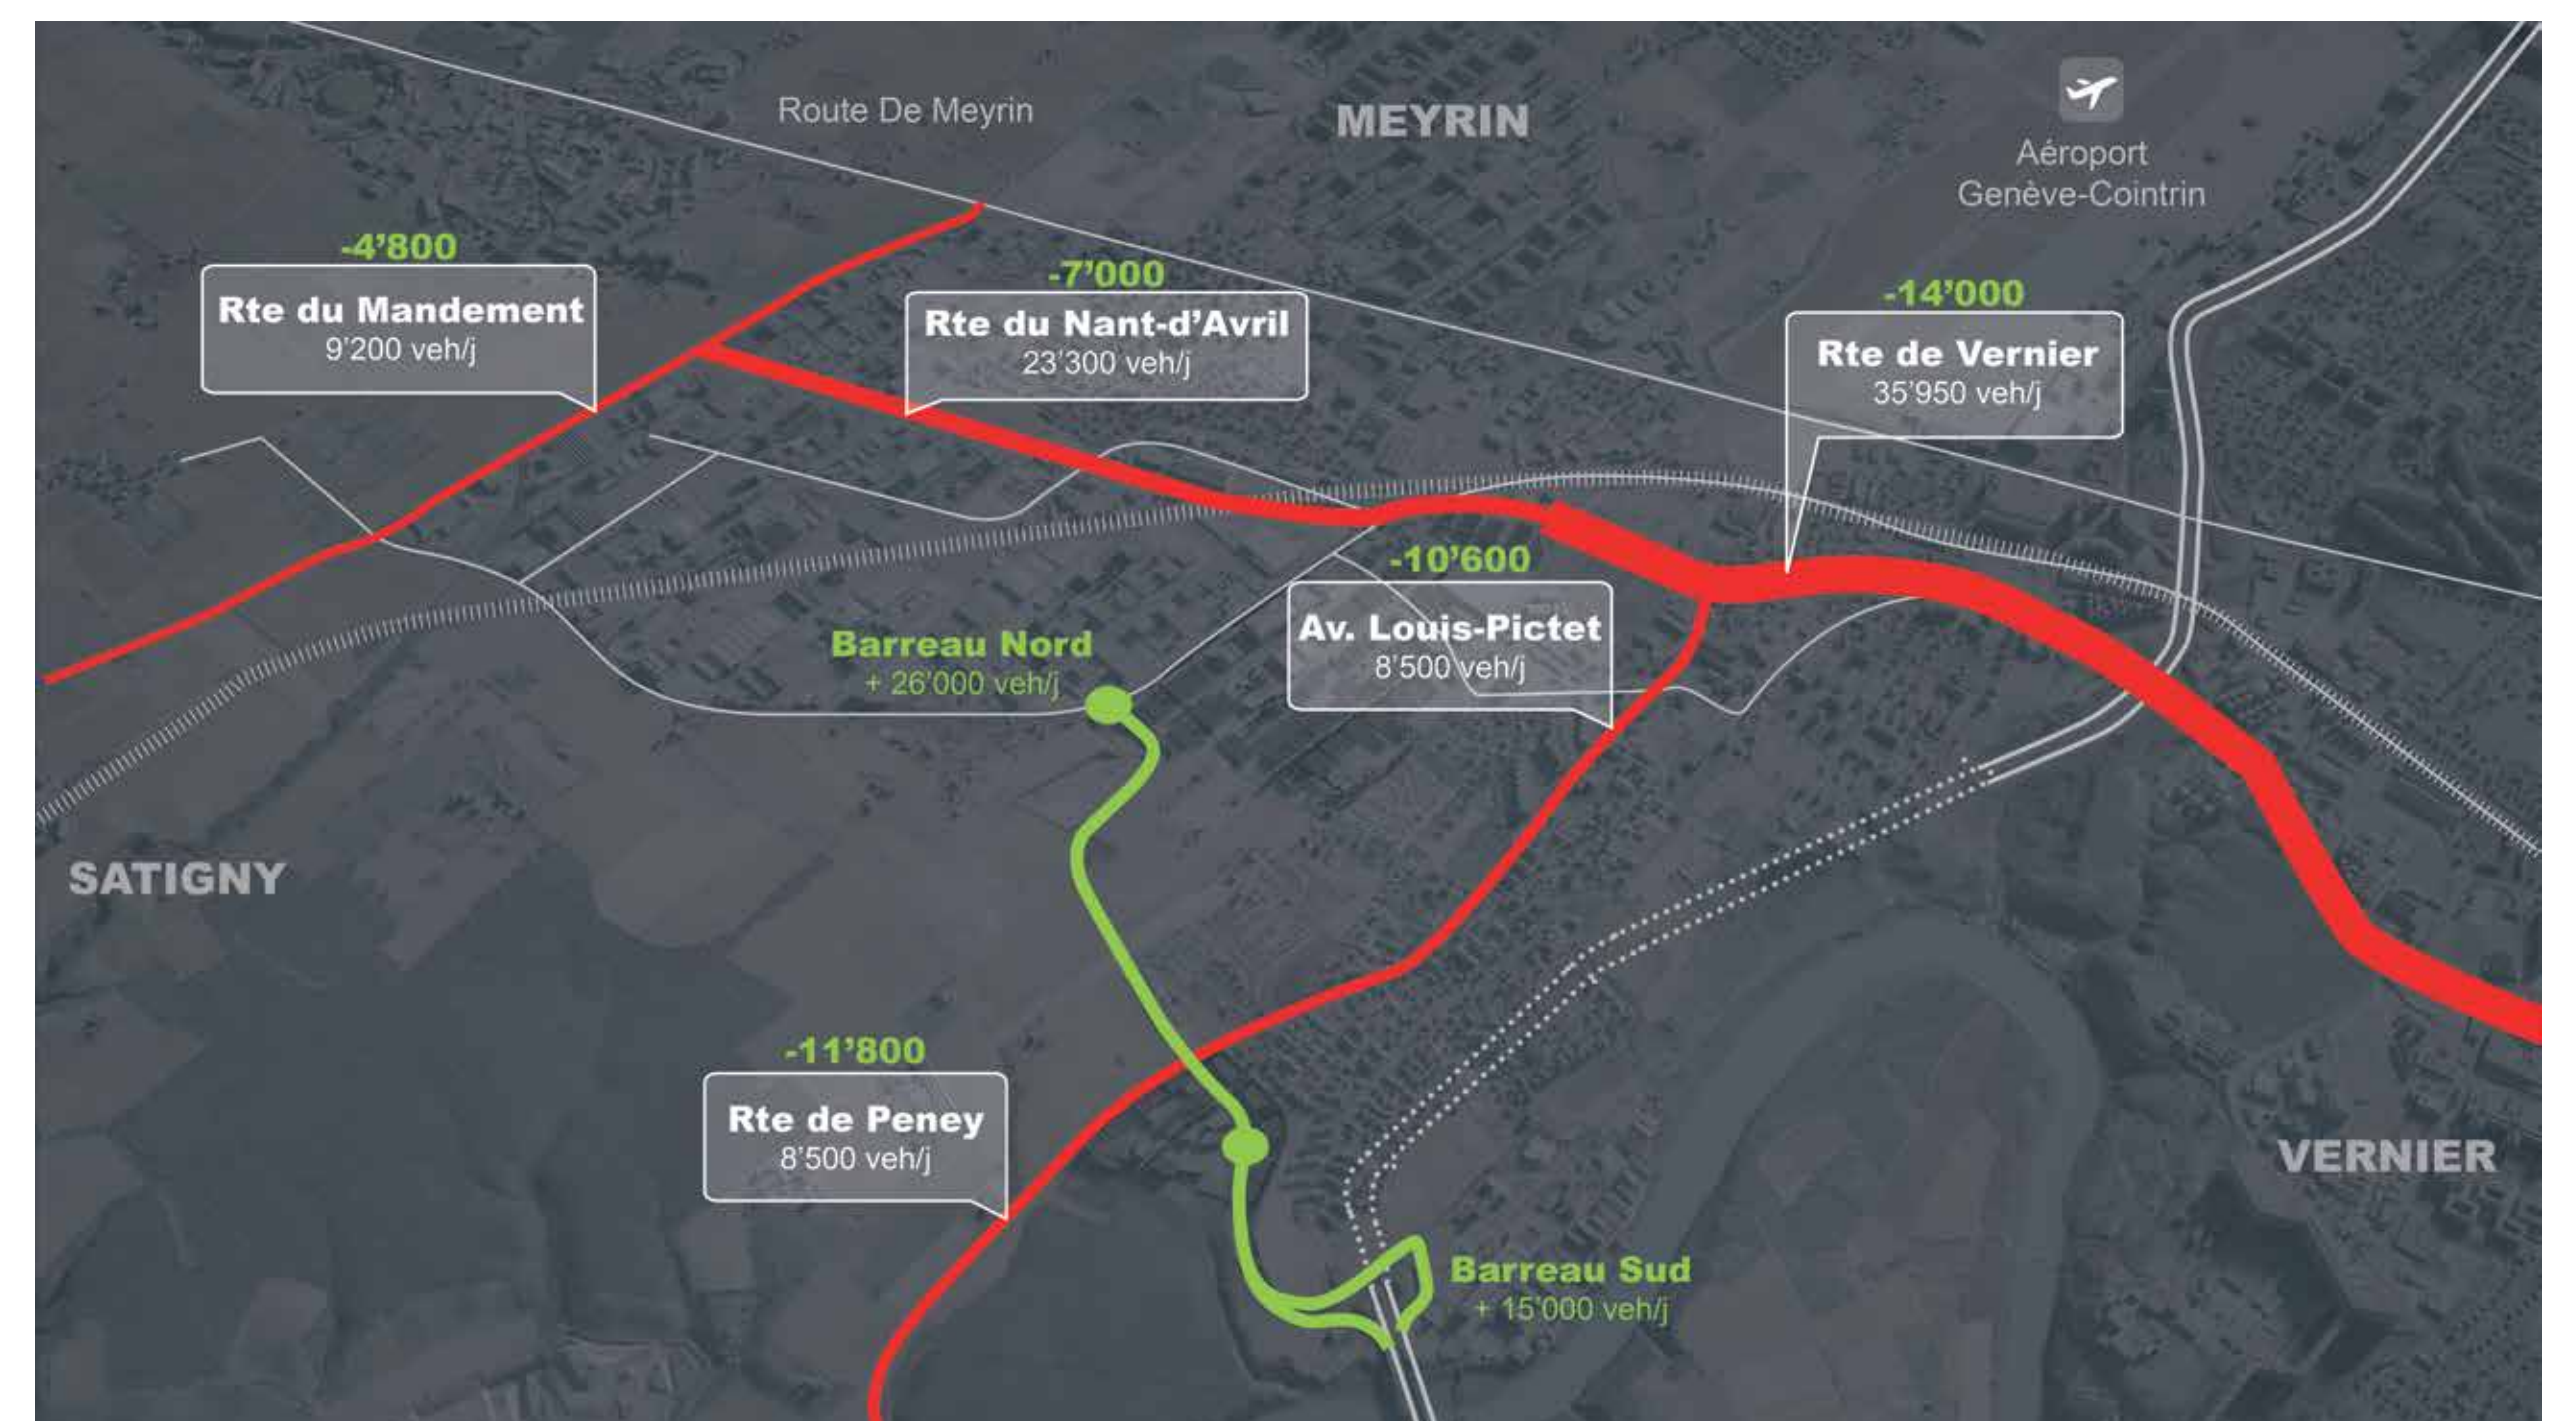 Route De Meyrin
MEYRIN
Aéroport
Genève-Cointrin
-4’800
Rte du Mandement
9’200 veh/j
-7’000
Rte du Nant-d’Avril
23’300 veh/j
-14’000
Rte de Vernier
35’950 veh/j
-10’600
Av. Louis-Pictet
8’500 veh/j
Barreau Nord
+ 26’000 veh/j
SATIGNY
-11’800
Rte de Peney
8’500 veh/j
VERNIER
Barreau Sud
+ 15’000 veh/j